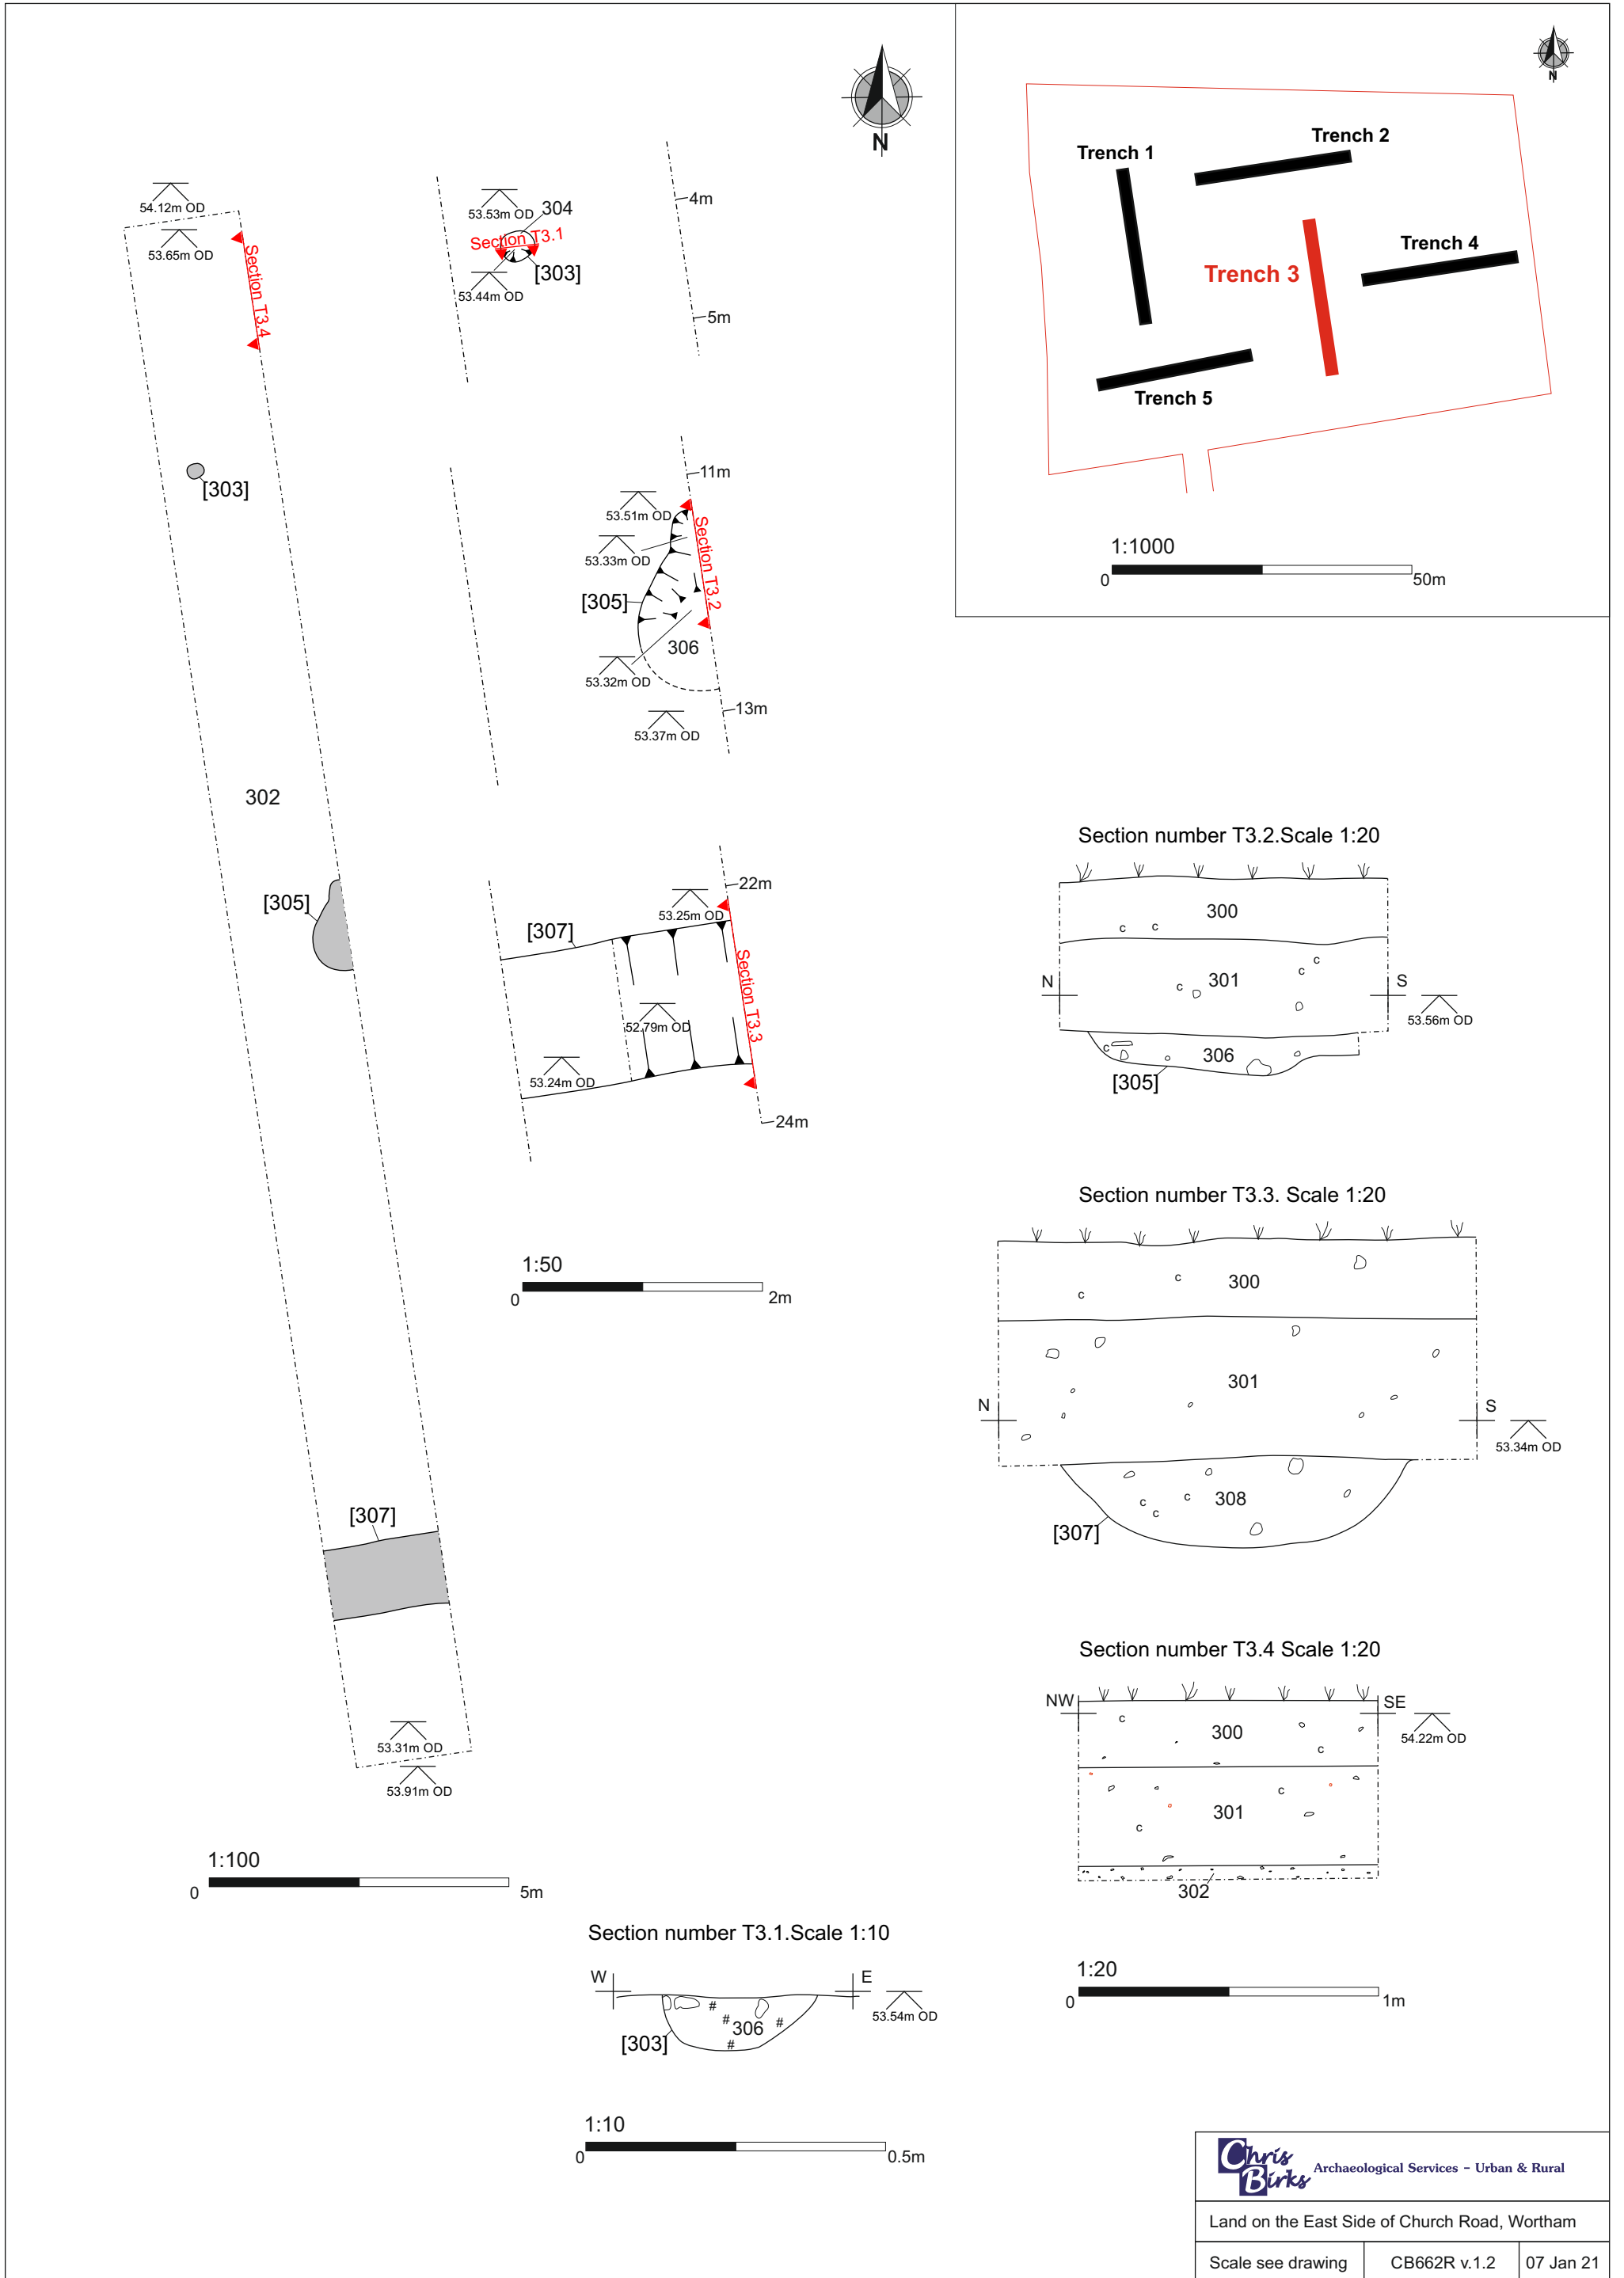 N
54.12m OD
53.65m OD
Section T3.4
[303]
302
[305]
[307]
53.31m OD
53.91m OD
1:100
0
5m
53.53m OD
304
Section T3.1
[303]
53.44m OD
4m
5m
11m
53.51m OD
53.33m OD
Section T3.2
[305]
306
53.32m OD
13m
53.37m OD
22m
53.25m OD
[307]
Section T3.3
52.79m OD
53.24m OD
24m
1:50
0
2m
N
Trench 1
Trench 2
Trench 3
Trench 4
Trench 5
1:1000
0
50m
Section number T3.2.Scale 1:20
300
c c
c
c
301
c
N
S
53.56m OD
c
306
[305]
Section number T3.3. Scale 1:20
c
300
c
301
N
S
53.34m OD
c
c
308
c
[307]
Section number T3.4 Scale 1:20
NW
SE
c
300
54.22m OD
c
c
301
c
302
1:20
0
1m
Section number T3.1.Scale 1:10
W
E
53.54m OD
#
#
306
#
#
[303]
1:10
0
0.5m
Chris Birks
Archaeological Services - Urban & Rural
Land on the East Side of Church Road, Wortham
Scale see drawing
CB662R v.1.2
07 Jan 21